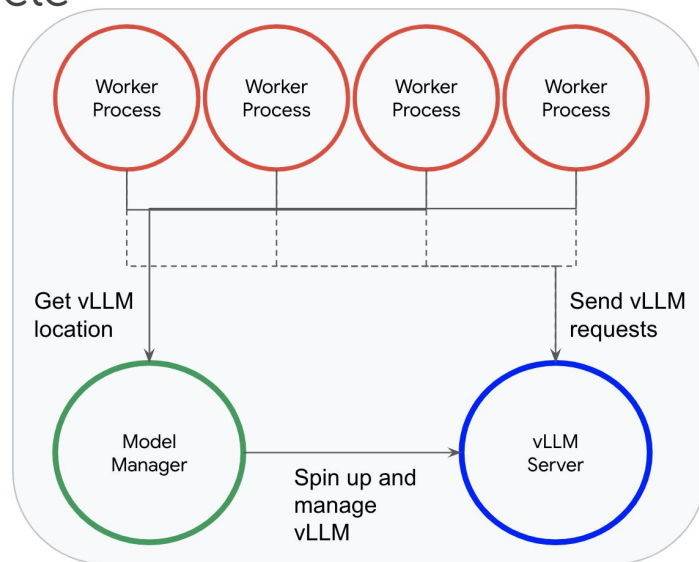 Worker
Process
Worker
Process
Worker
Process
Worker
Process
Get vLLM
location
Send vLLM
requests
Model
Manager
vLLM
Server
Spin up and
manage
vLLM